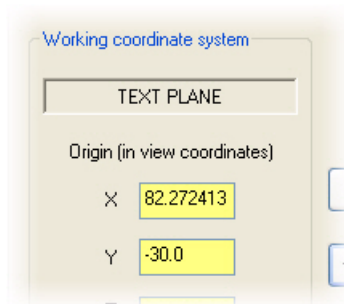 Working coordinate system
TEXT PLANE
Origin (in view coordinates)
X 82.272413
Y -30.0